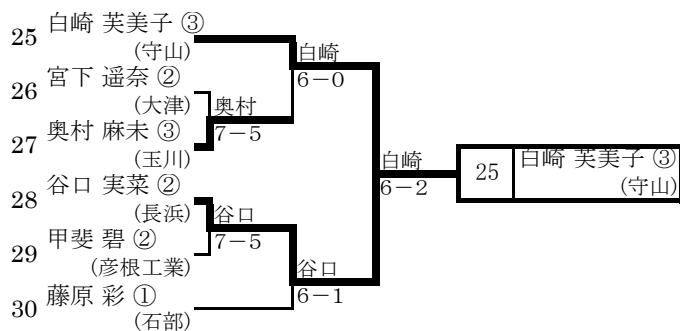 25 白崎 芙美子 ③
(守山)
26 宮下 遥奈 ②
(大津)
27 奥村 麻未 ③
(玉川)
28 谷口 実菜 ②
(長浜)
29 甲斐 碧 ②
(彦根工業)
30 藤原 彩 ①
(石部)
奥村
7-5
谷口
7-5
白崎
6-0
谷口
6-1
白崎
6-2
25 白崎 芙美子 ③
(守山)